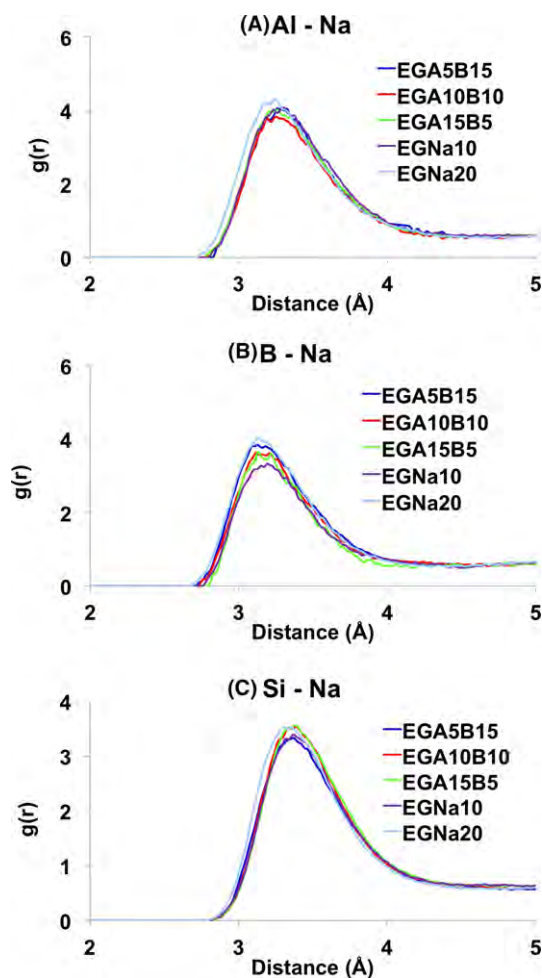 (A) Al - Na
6
4
2
0
g(r)
EGA5B15
EGA10B10
EGA15B5
EGNa10
EGNa20
2 3 4 5
Distance (Å)
(B) B - Na
6
4
2
0
g(r)
EGA5B15
EGA10B10
EGA15B5
EGNa10
EGNa20
2 3 4 5
Distance (Å)
(C) Si - Na
4
3
2
1
0
g(r)
EGA5B15
EGA10B10
EGA15B5
EGNa10
EGNa20
2 3 4 5
Distance (Å)